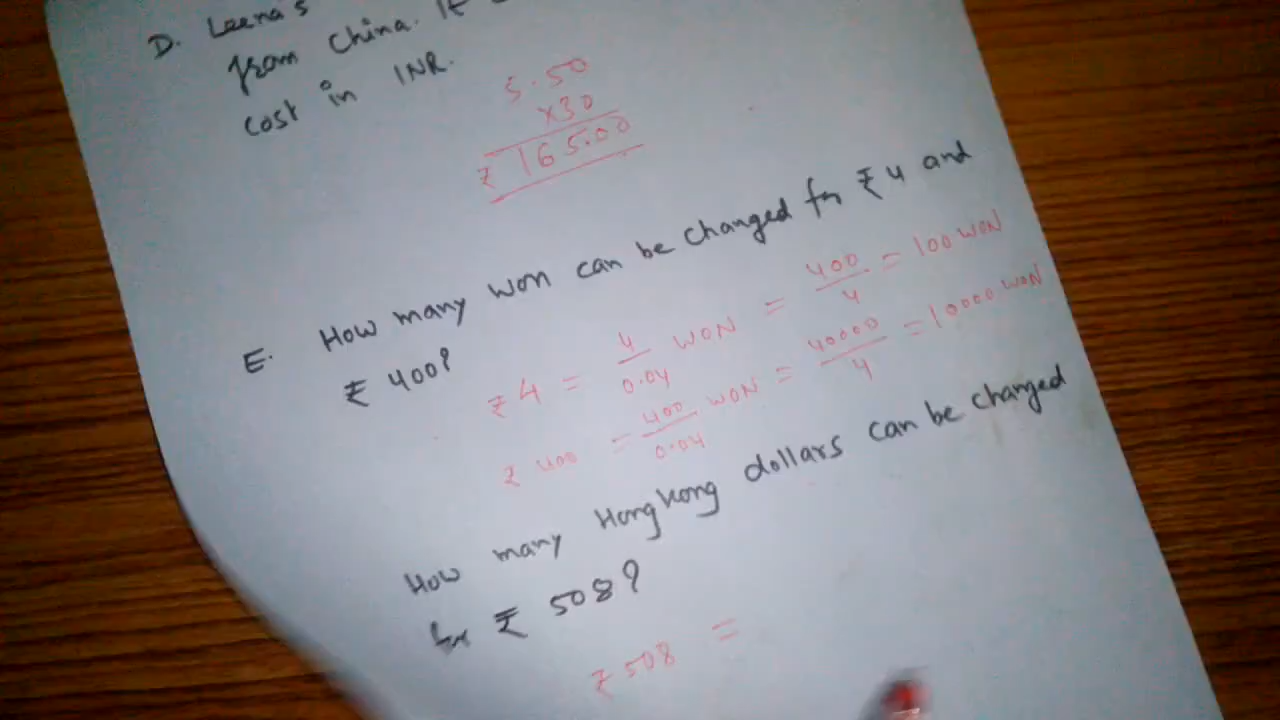 D. Leena's
from China. It
cost in INR.
5.50
x30
₹ 165.00
E. How many won can be changed for ₹ 4 and
₹ 400?
₹ 4 = 4/0.04 WON = 400/4 = 100 WON
₹ 400 = 400/0.04 WON = 40000/4 = 10000 WON
How many Hongkong dollars can be changed
for ₹ 508?
₹ 508 =